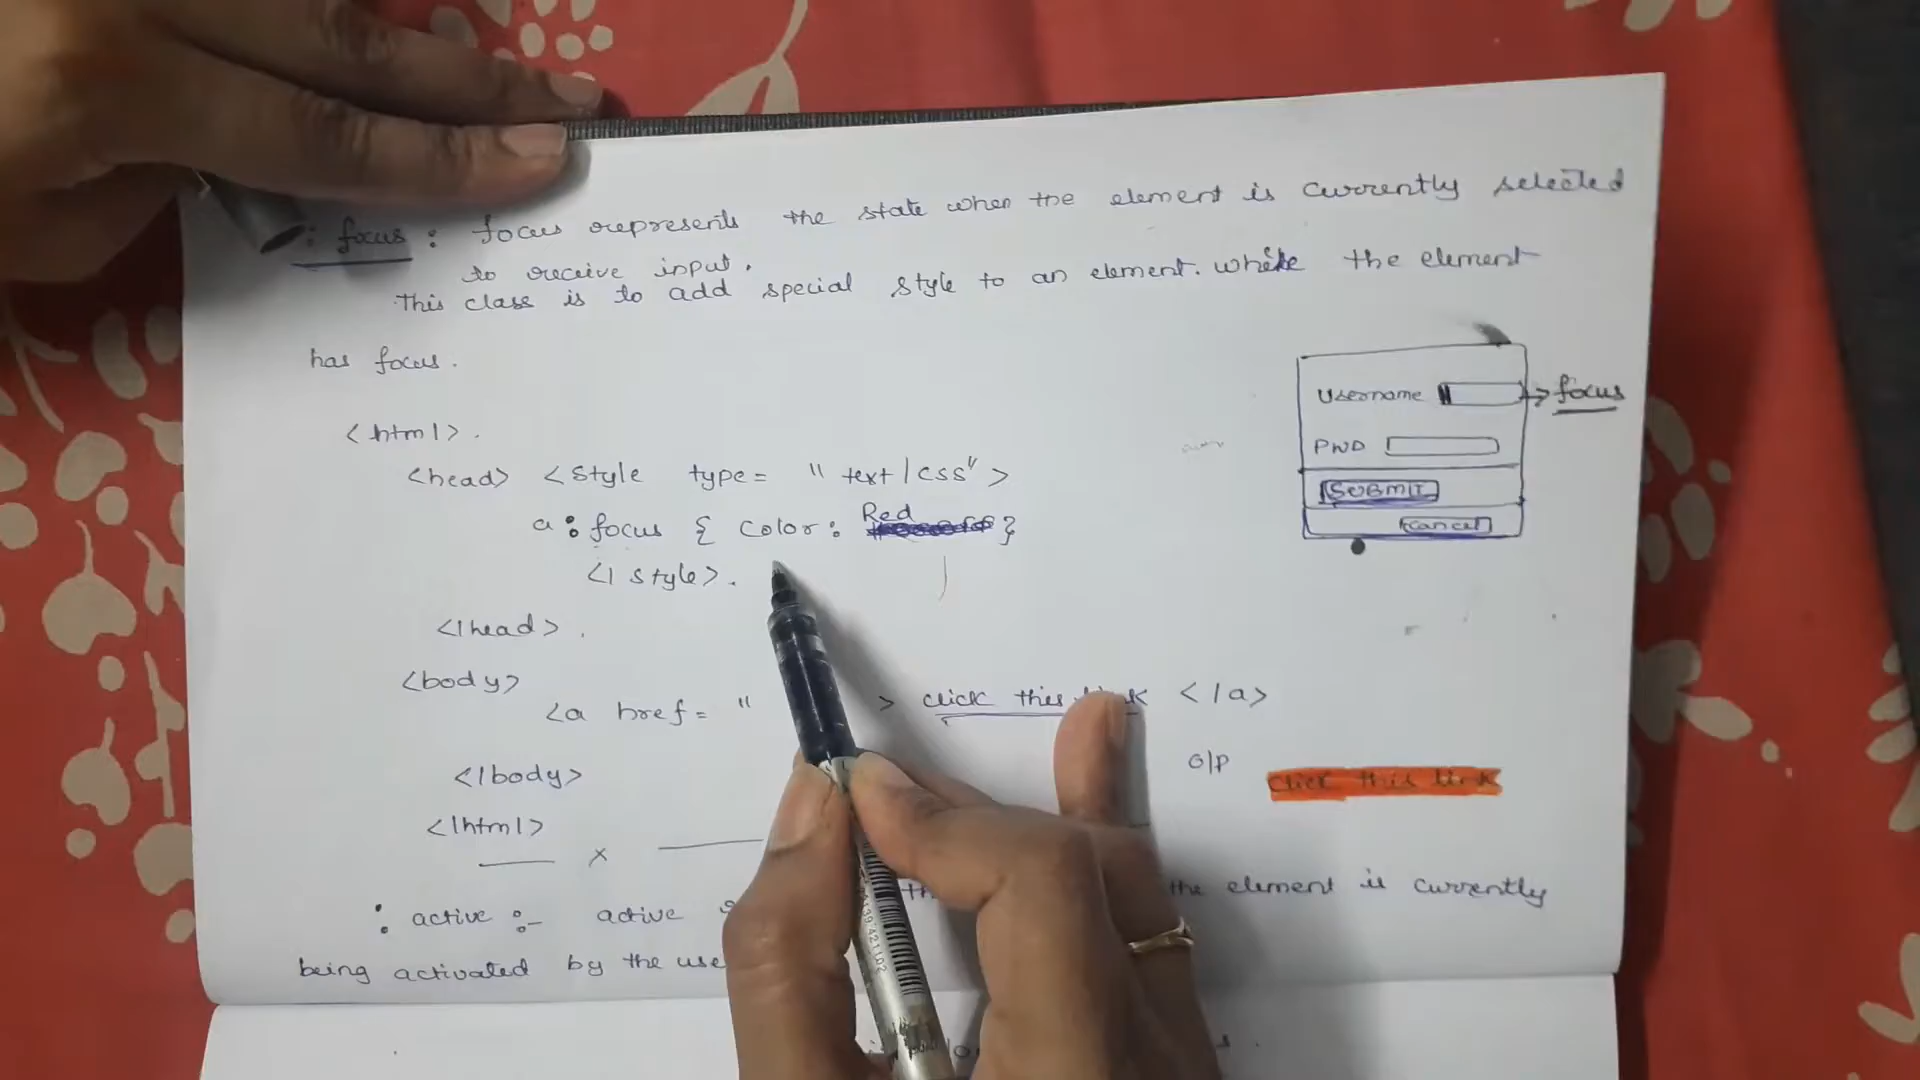 : focus : focus represents the state when the element is currently selected
to receive input.
This class is to add special style to an element. while the element
has focus.
Username → focus
PWD
SUBMIT
cancel
<html>.
<head> <style type= "text/css">
a:focus { color: Red }
</style>.
</head>.
<body>
<a href= " > click this </a>
</body>
O/P click this link
</html>
x
: active :- active the element is currently
being activated by the